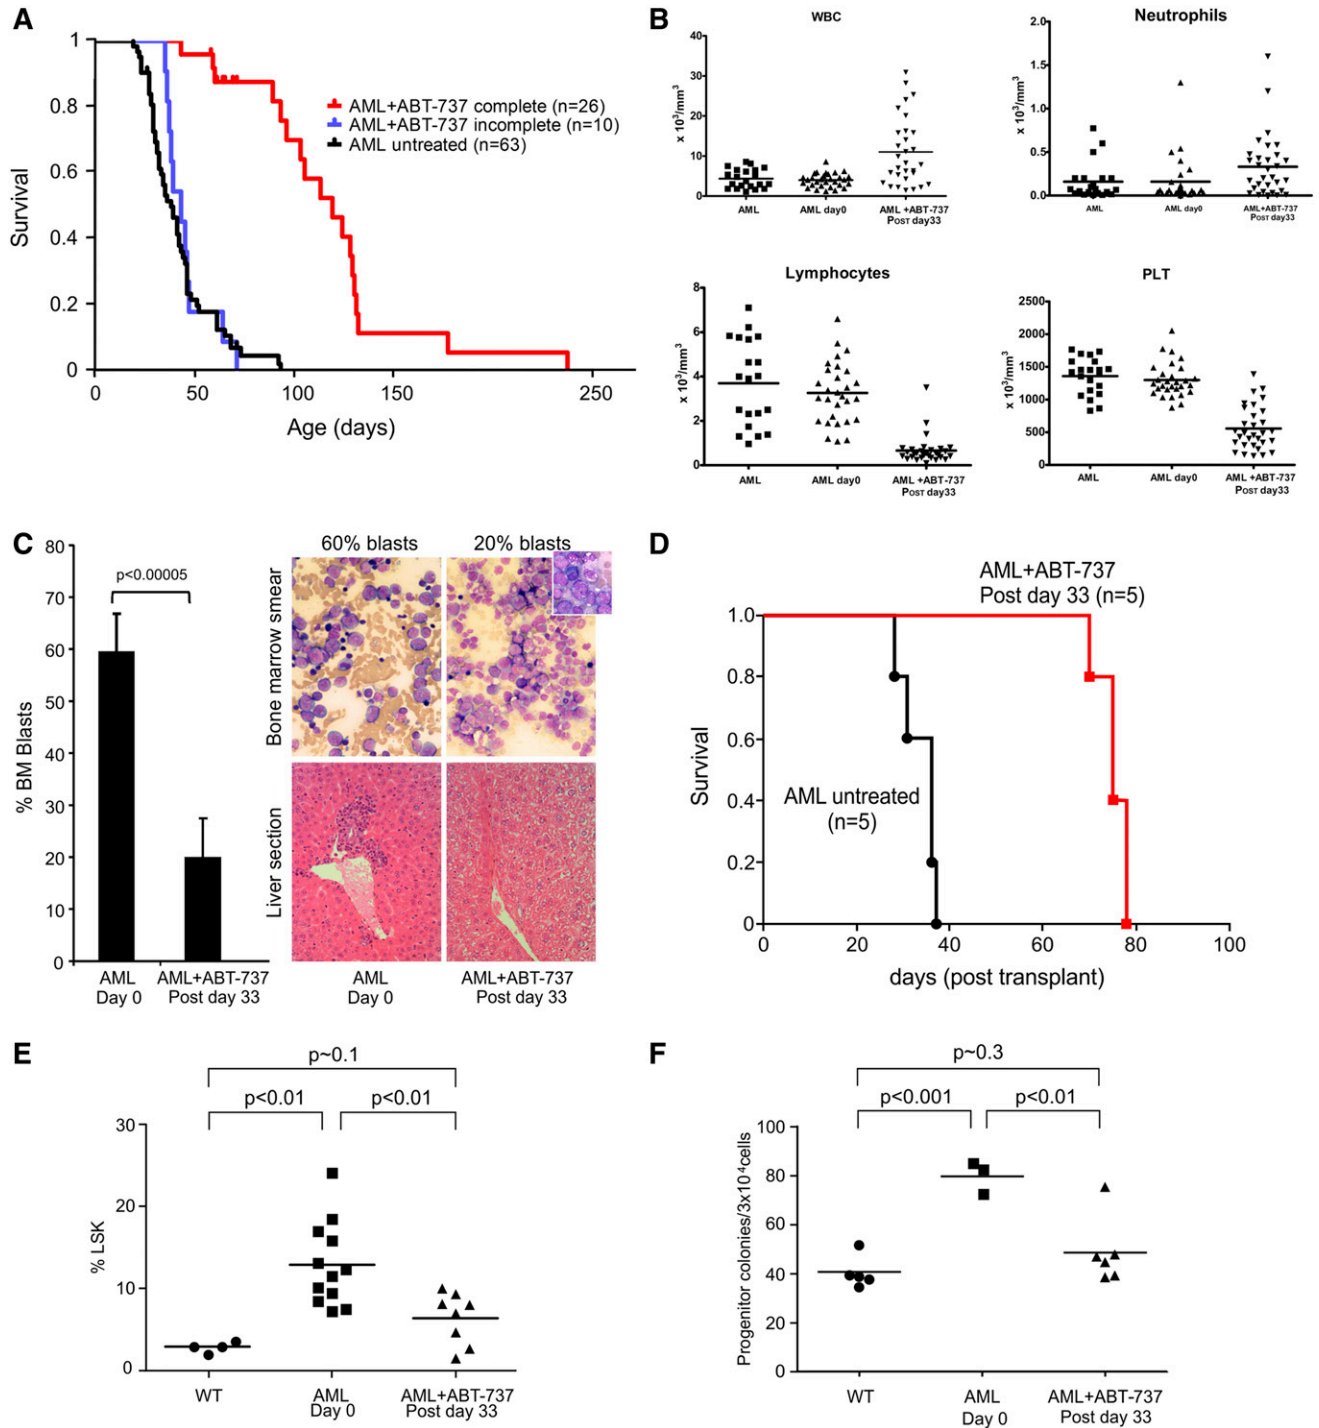 A
1
0.8
0.6
0.4
0.2
0
Survival
0
50
100
150
250
Age (days)
AML+ABT-737 complete (n=26)
AML+ABT-737 incomplete (n=10)
AML untreated (n=63)
B
WBC
40
30
20
10
0
x 10³/mm³
AML
AML day0
AML +ABT-737
Post day33
Neutrophils
2.0
1.5
1.0
0.5
0.0
x 10³/mm³
AML
AML day0
AML+ABT-737
Post day33
Lymphocytes
8
6
4
2
0
x 10³/mm³
AML
AML day0
AML +ABT-737
Post day33
PLT
2500
2000
1500
1000
500
0
x 10³/mm³
AML
AML day0
AML +ABT-737
Post day33
C
80
70
60
50
40
30
20
10
0
% BM Blasts
p<0.00005
AML
Day 0
AML+ABT-737
Post day 33
60% blasts
20% blasts
Bone marrow smear
Liver section
AML
Day 0
AML+ABT-737
Post day 33
D
AML+ABT-737
Post day 33 (n=5)
1.0
0.8
0.6
0.4
0.2
0
Survival
AML untreated
(n=5)
0
20
40
60
80
100
days (post transplant)
E
p~0.1
p<0.01
p<0.01
30
20
10
0
% LSK
WT
AML
Day 0
AML+ABT-737
Post day 33
F
p~0.3
p<0.001
p<0.01
100
80
60
40
20
0
Progenitor colonies/3x10⁴cells
WT
AML
Day 0
AML+ABT-737
Post day 33